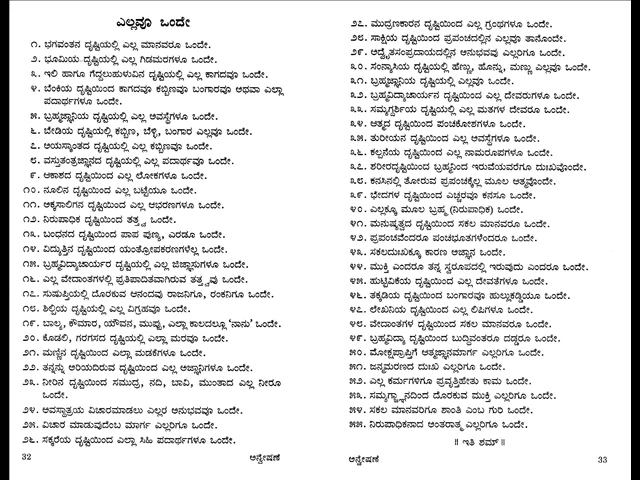 ಎಲ್ಲವೂ ಒಂದೇ
೧. ಭಗವಂತನ ದೃಷ್ಟಿಯಿಂದ ಎಲ್ಲ ಮಾನವರೂ ಒಂದೇ.
೨. ಭೂಮಿಯ ದೃಷ್ಟಿಯಲ್ಲಿ ಎಲ್ಲ ಗಿಡಮರಗಳೂ ಒಂದೇ.
೩. ಇಲಿ ಹಾಗೂ ಗೆದ್ದಲುಹುಳುವಿನ ದೃಷ್ಟಿಯಲ್ಲಿ ಎಲ್ಲ ಕಾಗದವೂ ಒಂದೇ.
೪. ಬೆಂಕಿಯ ದೃಷ್ಟಿಯಿಂದ ಕಾಗದವೂ ಕಬ್ಬಿಣವೂ ಬಂಗಾರವೂ ಅಥವಾ ಎಲ್ಲಾ
ಪದಾರ್ಥಗಳೂ ಒಂದೇ.
೫. ಬ್ರಹ್ಮಜ್ಞಾನಿಯ ದೃಷ್ಟಿಯಲ್ಲಿ ಎಲ್ಲ ಅವಸ್ಥೆಗಳೂ ಒಂದೇ.
೬. ಬೇಡಿಯ ದೃಷ್ಟಿಯಲ್ಲಿ ಕಬ್ಬಿಣ, ಬೆಳ್ಳಿ, ಬಂಗಾರ ಎಲ್ಲವೂ ಒಂದೇ.
೭. ಅಯಸ್ಕಾಂತದ ದೃಷ್ಟಿಯಲ್ಲಿ ಎಲ್ಲ ಕಬ್ಬಿಣವೂ ಒಂದೇ.
೮. ವಸ್ತುತಂತ್ರಜ್ಞಾನದ ದೃಷ್ಟಿಯಲ್ಲಿ ಎಲ್ಲ ಪದಾರ್ಥವೂ ಒಂದೇ.
೯. ಆಕಾಶದ ದೃಷ್ಟಿಯಿಂದ ಎಲ್ಲ ಲೋಕಗಳೂ ಒಂದೇ.
೧೦. ನೂಲಿನ ದೃಷ್ಟಿಯಿಂದ ಎಲ್ಲ ಬಟ್ಟೆಯೂ ಒಂದೇ.
೧೧. ಅಕ್ಕಸಾಲಿಗನ ದೃಷ್ಟಿಯಿಂದ ಎಲ್ಲ ಆಭರಣಗಳೂ ಒಂದೇ.
೧೨. ನಿರುಪಾಧಿಕ ದೃಷ್ಟಿಯಿಂದ ತತ್ತ್ವ ಒಂದೇ.
೧೩. ಬಂಧನದ ದೃಷ್ಟಿಯಿಂದ ಪಾಪ ಪುಣ್ಯ, ಎರಡೂ ಒಂದೇ.
೧೪. ವಿದ್ಯುತ್ತಿನ ದೃಷ್ಟಿಯಿಂದ ಯಂತ್ರೋಪಕರಣಗಳೆಲ್ಲ ಒಂದೇ.
೧೫. ಬ್ರಹ್ಮವಿದ್ಯಾಚಾರ್ಯರ ದೃಷ್ಟಿಯಲ್ಲಿ ಎಲ್ಲ ಜಿಜ್ಞಾಸುಗಳೂ ಒಂದೇ.
೧೬. ಎಲ್ಲ ವೇದಾಂತಗಳಲ್ಲಿ ಪ್ರತಿಪಾದಿತವಾಗಿರುವ ತತ್ತ್ವವು ಒಂದೇ.
೧೭. ಸುಷುಪ್ತಿಯಲ್ಲಿ ದೊರಕುವ ಆನಂದವು ರಾಜನಿಗೂ, ರಂಕನಿಗೂ ಒಂದೇ.
೧೮. ಶಿಲ್ಪಿಯ ದೃಷ್ಟಿಯಲ್ಲಿ ಎಲ್ಲ ವಿಗ್ರಹವೂ ಒಂದೇ.
೧೯. ಬಾಲ್ಯ, ಕೌಮಾರ, ಯೌವನ, ಮುಪ್ಪು, ಎಲ್ಲಾ ಕಾಲದಲ್ಲೂ 'ನಾನು' ಒಂದೇ.
೨೦. ಕೊಡಲಿ, ಗರಗಸದ ದೃಷ್ಟಿಯಲ್ಲಿ ಎಲ್ಲಾ ಮರವೂ ಒಂದೇ.
೨೧. ಮಣ್ಣಿನ ದೃಷ್ಟಿಯಿಂದ ಎಲ್ಲಾ ಮಡಕೆಗಳೂ ಒಂದೇ.
೨೨. ತನ್ನನ್ನು ಅರಿಯದಿರುವ ದೃಷ್ಟಿಯಿಂದ ಎಲ್ಲ ಅಜ್ಞಾನಿಗಳೂ ಒಂದೇ.
೨೩. ನೀರಿನ ದೃಷ್ಟಿಯಿಂದ ಸಮುದ್ರ, ನದಿ, ಬಾವಿ, ಮುಂತಾದ ಎಲ್ಲ ನೀರೂ
ಒಂದೇ.
೨೪. ಅವಸ್ಥಾತ್ರಯ ವಿಚಾರಮಾಡಲು ಎಲ್ಲರ ಅನುಭವವೂ ಒಂದೇ.
೨೫. ವಿಚಾರ ಮಾಡುವುದೆಂಬ ಮಾರ್ಗ ಎಲ್ಲರಿಗೂ ಒಂದೇ.
೨೬. ಸಕ್ಕರೆಯ ದೃಷ್ಟಿಯಿಂದ ಎಲ್ಲಾ ಸಿಹಿ ಪದಾರ್ಥಗಳೂ ಒಂದೇ.
32 ಅನ್ವೇಷಣೆ
೨೭. ಮುದ್ರಣಕಾರನ ದೃಷ್ಟಿಯಿಂದ ಎಲ್ಲ ಗ್ರಂಥಗಳೂ ಒಂದೇ.
೨೮. ಸಾಕ್ಷಿಯ ದೃಷ್ಟಿಯಿಂದ ಪ್ರಪಂಚದಲ್ಲಿನ ಎಲ್ಲವೂ ತಾನೊಂದೇ.
೨೯. ಅದ್ವೈತಸಂಪ್ರದಾಯದಲ್ಲಿನ ಅನುಭವವು ಎಲ್ಲರಿಗೂ ಒಂದೇ.
೩೦. ಸಂನ್ಯಾಸಿಯ ದೃಷ್ಟಿಯಲ್ಲಿ ಹೆಣ್ಣು, ಹೊನ್ನು, ಮಣ್ಣು ಎಲ್ಲವೂ ಒಂದೇ.
೩೧. ಬ್ರಹ್ಮಜ್ಞಾನಿಯ ದೃಷ್ಟಿಯಲ್ಲಿ ಎಲ್ಲವೂ ಒಂದೇ.
೩೨. ಬ್ರಹ್ಮವಿದ್ಯಾಚಾರ್ಯನ ದೃಷ್ಟಿಯಿಂದ ಎಲ್ಲ ದೇವರುಗಳೂ ಒಂದೇ.
೩೩. ಸಮ್ಯಗ್ದರ್ಶಿಯ ದೃಷ್ಟಿಯಲ್ಲಿ ಎಲ್ಲ ಮತಗಳ ದೇವರೂ ಒಂದೇ.
೩೪. ಆತ್ಮದ ದೃಷ್ಟಿಯಿಂದ ಪಂಚಕೋಶಗಳೂ ಒಂದೇ.
೩೫. ತುರೀಯನ ದೃಷ್ಟಿಯಿಂದ ಎಲ್ಲ ಅವಸ್ಥೆಗಳೂ ಒಂದೇ.
೩೬. ಕಲ್ಪನೆಯ ದೃಷ್ಟಿಯಿಂದ ಎಲ್ಲ ನಾಮರೂಪಗಳೂ ಒಂದೇ.
೩೭. ಶರೀರದೃಷ್ಟಿಯಿಂದ ಬ್ರಹ್ಮನಿಂದ ಇರುವೆಯವರಗೂ ದುಃಖವೊಂದೇ.
೩೮. ಕನಸಿನಲ್ಲಿ ತೋರುವ ಪ್ರಪಂಚಕ್ಕೆಲ್ಲ ಮೂಲ ಆತ್ಮವೊಂದೇ.
೩೯. ಭೇದಗಳ ದೃಷ್ಟಿಯಿಂದ ಎಚ್ಚರವೂ ಕನಸೂ ಒಂದೇ.
೪೦. ಎಲ್ಲಕ್ಕೂ ಮೂಲ ಬ್ರಹ್ಮ (ನಿರುಪಾಧಿಕ) ಒಂದೇ.
೪೧. ಮನುಷ್ಯತ್ವದ ದೃಷ್ಟಿಯಿಂದ ಸಕಲ ಮಾನವರೂ ಒಂದೇ.
೪೨. ಪ್ರಪಂಚವೆಂದರೂ ಪಂಚಭೂತಗಳೆಂದರೂ ಒಂದೇ.
೪೩. ಸಕಲದುಃಖಕ್ಕೂ ಕಾರಣ ಅಜ್ಞಾನ ಒಂದೇ.
೪೪. ಮುಕ್ತಿ ಎಂದರೂ ತನ್ನ ಸ್ವರೂಪದಲ್ಲಿ ಇರುವುದು ಎಂದರೂ ಒಂದೇ.
೪೫. ಹುಟ್ಟಿವಿಕೆಯ ದೃಷ್ಟಿಯಿಂದ ಎಲ್ಲ ದೇವತೆಗಳೂ ಒಂದೇ.
೪೬. ತಕ್ಕಡಿಯ ದೃಷ್ಟಿಯಿಂದ ಬಂಗಾರವೂ ಹುಲ್ಲುಕಡ್ಡಿಯೂ ಒಂದೇ.
೪೭. ಲೇಖನಿಯ ದೃಷ್ಟಿಯಿಂದ ಎಲ್ಲ ಲಿಪಿಗಳೂ ಒಂದೇ.
೪೮. ವೇದಾಂತಗಳ ದೃಷ್ಟಿಯಿಂದ ಸಕಲ ಮಾನವರೂ ಒಂದೇ.
೪೯. ಬ್ರಹ್ಮವಿದ್ಯಾ ದೃಷ್ಟಿಯಿಂದ ಬುದ್ಧಿವಂತರೂ ದಡ್ಡರೂ ಒಂದೇ.
೫೦. ಮೋಕ್ಷಪ್ರಾಪ್ತಿಗೆ ಆತ್ಮಜ್ಞಾನಮಾರ್ಗ ಎಲ್ಲರಿಗೂ ಒಂದೇ.
೫೧. ಜನ್ಮಮರಣದ ದುಃಖ ಎಲ್ಲರಿಗೂ ಒಂದೇ.
೫೨. ಎಲ್ಲ ಕರ್ಮಗಳಿಗೂ ಪ್ರವೃತ್ತಿಹೇತು ಕಾಮ ಒಂದೇ.
೫೩. ಸಮ್ಯಗ್ಜ್ಞಾನದಿಂದ ದೊರಕುವ ಮುಕ್ತಿ ಎಲ್ಲರಿಗೂ ಒಂದೇ.
೫೪. ಸಕಲ ಮಾನವರಿಗೂ ಶಾಂತಿ ಎಂಬ ಗುರಿ ಒಂದೇ.
೫೫. ನಿರುಪಾಧಿಕನಾದ ಅಂತರಾತ್ಮ ಎಲ್ಲರಿಗೂ ಒಂದೇ.
॥ ಇತಿ ಶಮ್ ॥
ಅನ್ವೇಷಣೆ 33